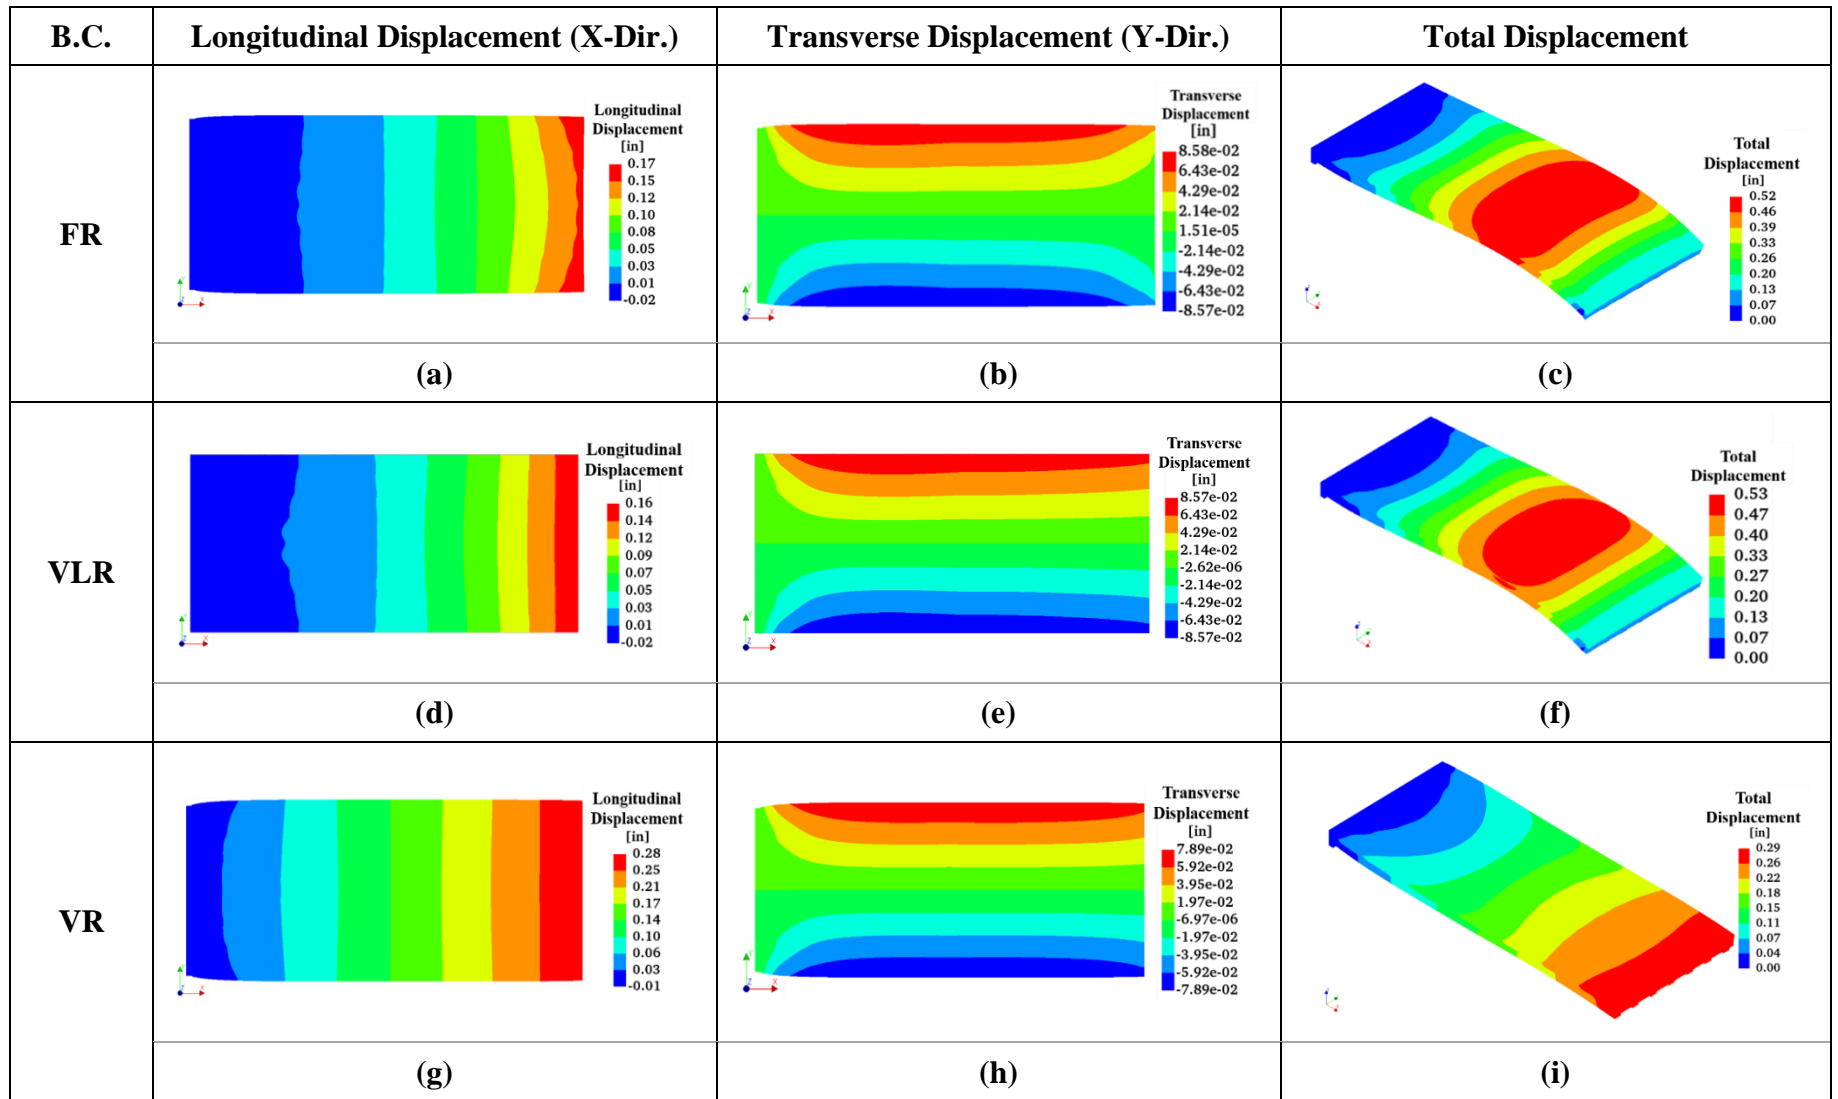 B.C.
Longitudinal Displacement (X-Dir.)
Transverse Displacement (Y-Dir.)
Total Displacement
FR
Longitudinal
Displacement
[in]
0.17
0.15
0.12
0.10
0.08
0.05
0.03
0.01
-0.02
Transverse
Displacement
[in]
8.58e-02
6.43e-02
4.29e-02
2.14e-02
1.51e-05
-2.14e-02
-4.29e-02
-6.43e-02
-8.57e-02
Total
Displacement
[in]
0.52
0.46
0.39
0.33
0.26
0.20
0.13
0.07
0.00
(a)
(b)
(c)
VLR
Longitudinal
Displacement
[in]
0.16
0.14
0.12
0.09
0.07
0.05
0.03
0.01
-0.02
Transverse
Displacement
[in]
8.57e-02
6.43e-02
4.29e-02
2.14e-02
-2.62e-06
-2.14e-02
-4.29e-02
-6.43e-02
-8.57e-02
Total
Displacement
[in]
0.53
0.47
0.40
0.33
0.27
0.20
0.13
0.07
0.00
(d)
(e)
(f)
VR
Longitudinal
Displacement
[in]
0.28
0.25
0.21
0.17
0.14
0.10
0.06
0.03
-0.01
Transverse
Displacement
[in]
7.89e-02
5.92e-02
3.95e-02
1.97e-02
-6.97e-06
-1.97e-02
-3.95e-02
-5.92e-02
-7.89e-02
Total
Displacement
[in]
0.29
0.26
0.22
0.18
0.15
0.11
0.07
0.04
0.00
(g)
(h)
(i)